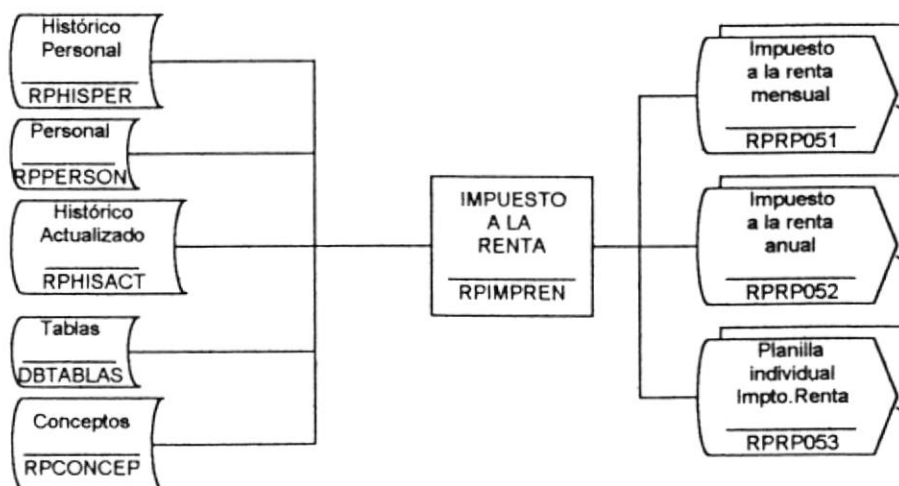 Histórico
Personal
RPHISPER
Personal
RPPERSON
Histórico
Actualizado
RPHISACT
Tablas
DBTABLAS
Conceptos
RPCONCEP
IMPUESTO
A LA
RENTA
RPIMPREN
Impuesto
a la renta
mensual
RPRP051
Impuesto
a la renta
anual
RPRP052
Planilla
individual
Impto.Renta
RPRP053